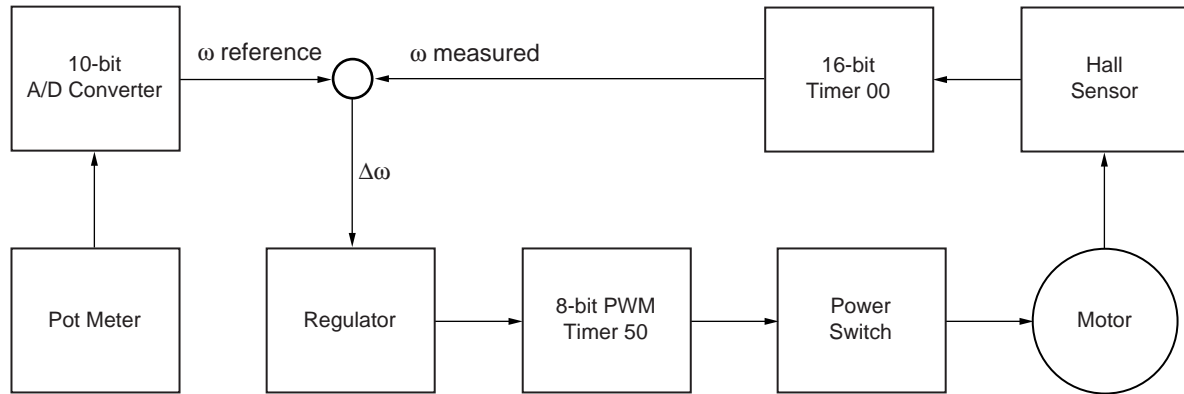 10-bit
A/D Converter
ω reference
ω measured
16-bit
Timer 00
Hall
Sensor
Δω
Pot Meter
Regulator
8-bit PWM
Timer 50
Power
Switch
Motor